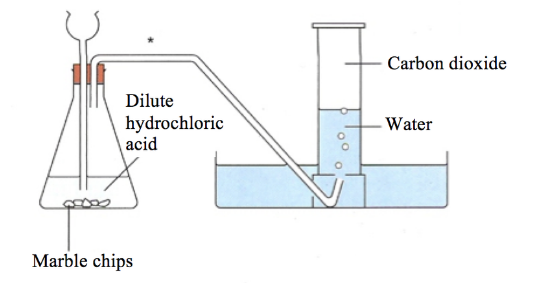 *
Carbon dioxide
Dilute
hydrochloric
acid
Water
Marble chips